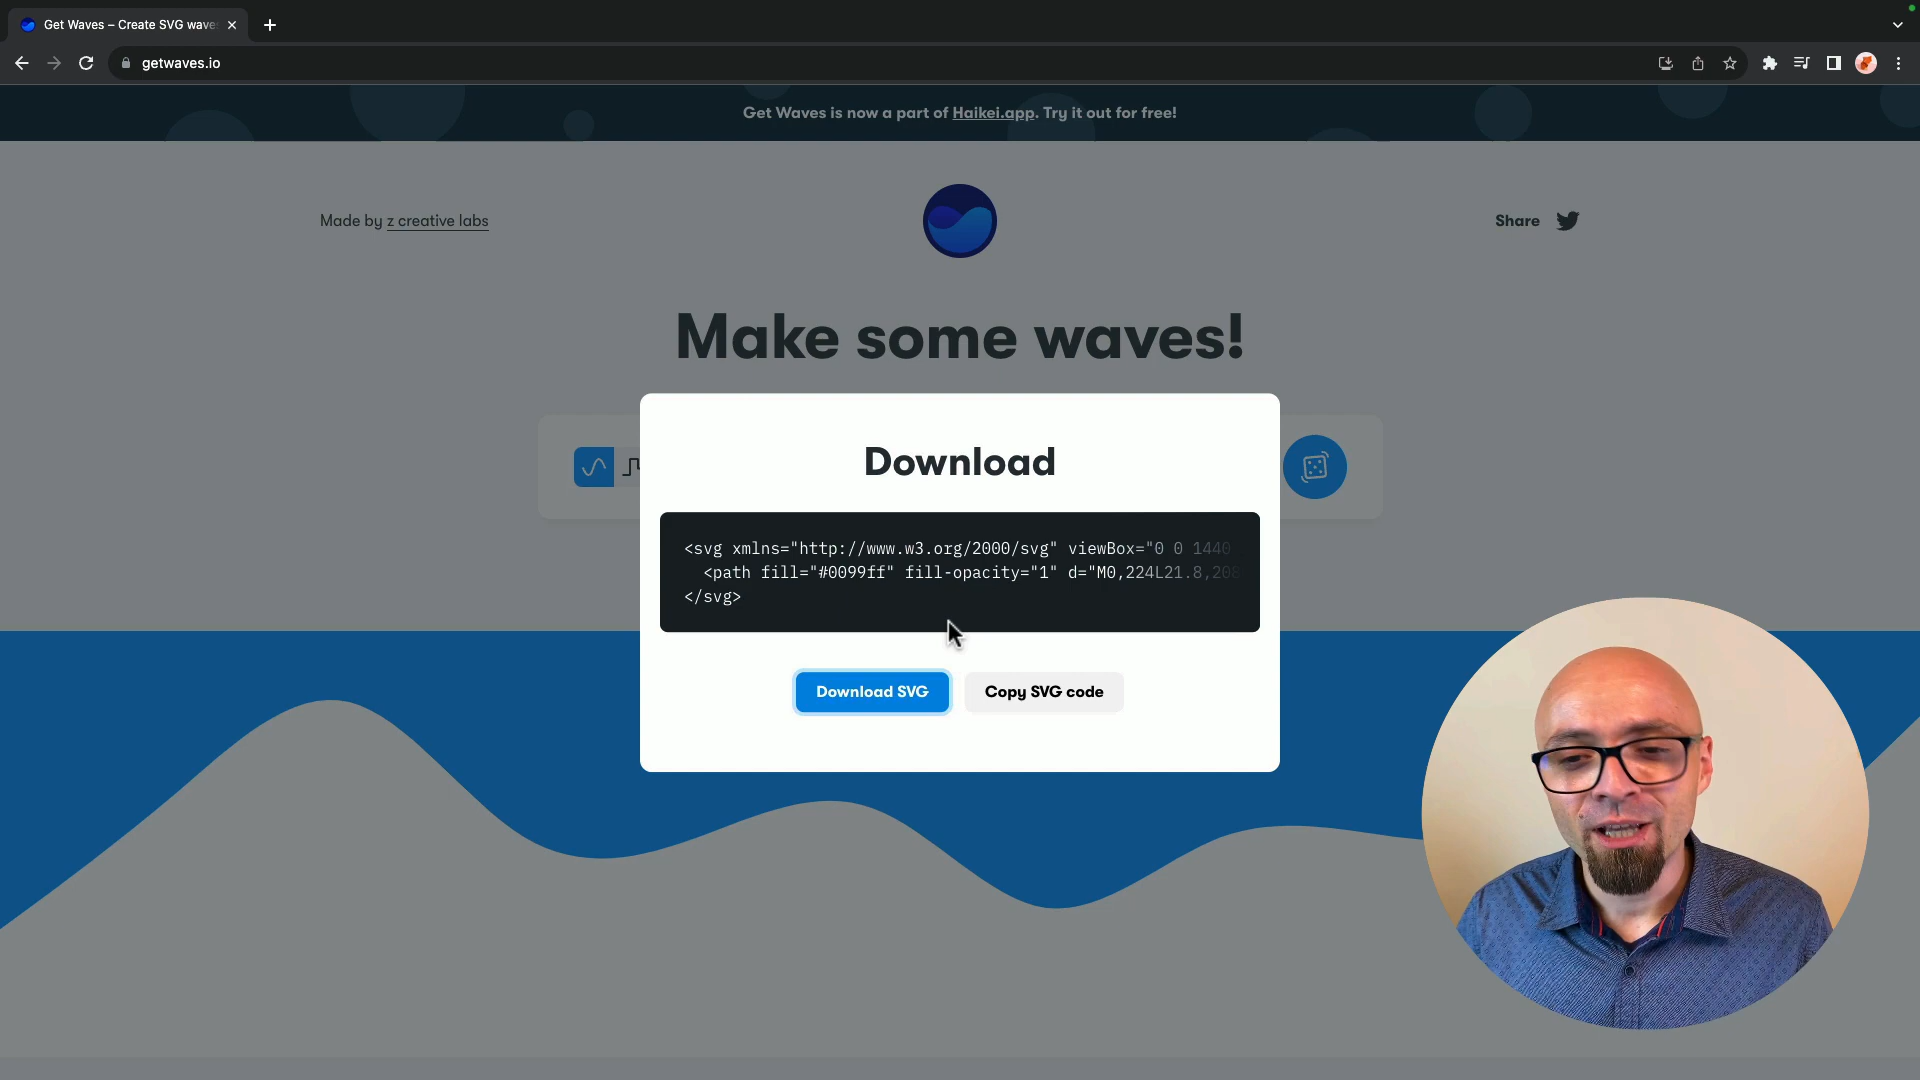 Get Waves – Create SVG wave
getwaves.io
Get Waves is now a part of Haikei.app. Try it out for free!
Made by z creative labs
Share
Make some waves!
Download
<svg xmlns="http://www.w3.org/2000/svg" viewBox="0 0 1440
<path fill="#0099ff" fill-opacity="1" d="M0,224L21.8,208
</svg>
Download SVG
Copy SVG code